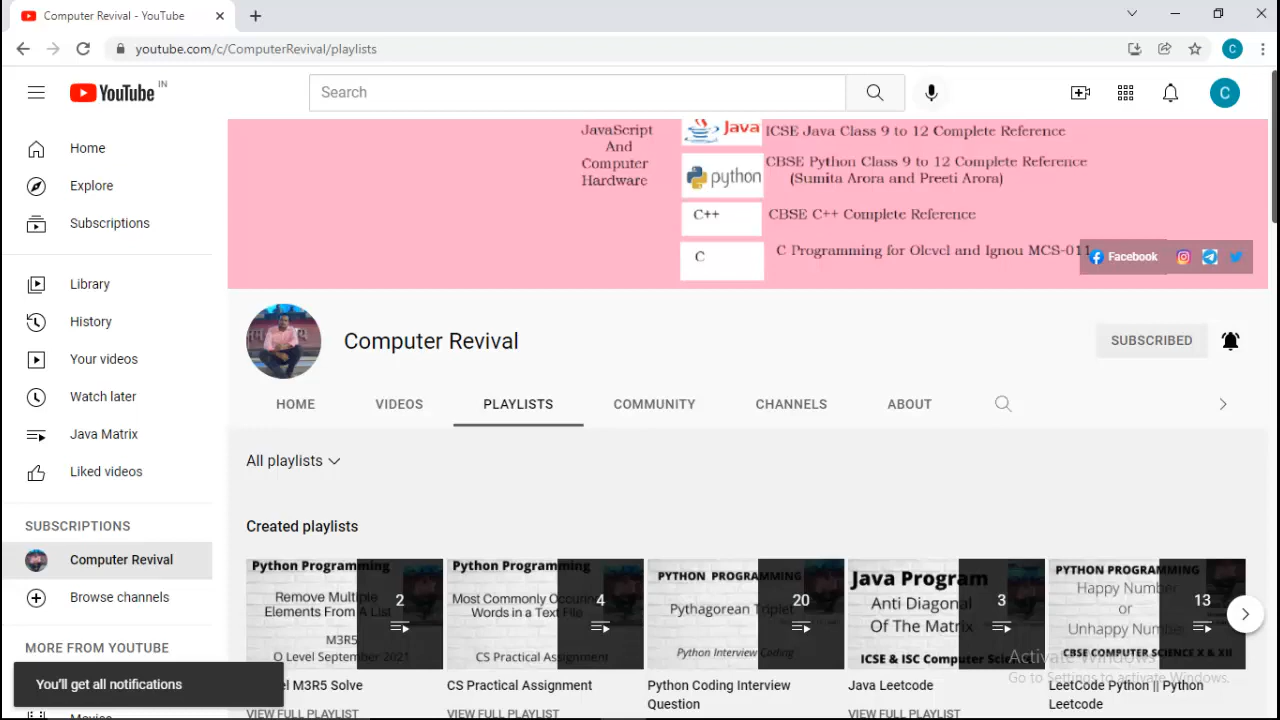 Computer Revival - YouTube
youtube.com/c/ComputerRevival/playlists
YouTube IN
Search
C
C
Home
Explore
Subscriptions
Library
History
Your videos
Watch later
Java Matrix
Liked videos
SUBSCRIPTIONS
Computer Revival
Browse channels
MORE FROM YOUTUBE
Movies
You'll get all notifications
JavaScript
And
Computer
Hardware
Java ICSE Java Class 9 to 12 Complete Reference
python CBSE Python Class 9 to 12 Complete Reference
(Sumita Arora and Preeti Arora)
C++ CBSE C++ Complete Reference
C C Programming for Olevel and Ignou MCS-011
Facebook
Computer Revival
SUBSCRIBED
HOME VIDEOS PLAYLISTS COMMUNITY CHANNELS ABOUT
All playlists
Created playlists
Python Programming
Remove Multiple
Elements From A List
M3R5
O Level September 2021
2
M3R5 Solve
VIEW FULL PLAYLIST
Python Programming
Most Commonly Occuring
Words in a Text File
CS Practical Assignment
4
CS Practical Assignment
VIEW FULL PLAYLIST
PYTHON PROGRAMMING
Pythagorean Triplet
Python Interview Coding
20
Python Coding Interview
Question
Java Program
Anti Diagonal
Of The Matrix
ICSE & ISC Computer
3
Java Leetcode
VIEW FULL PLAYLIST
PYTHON PROGRAMMING
Happy Number
or
Unhappy Number
CBSE COMPUTER SCIENCE X & XII
13
LeetCode Python || Python
Leetcode
Activate Windows
Go to Settings to activate Windows.